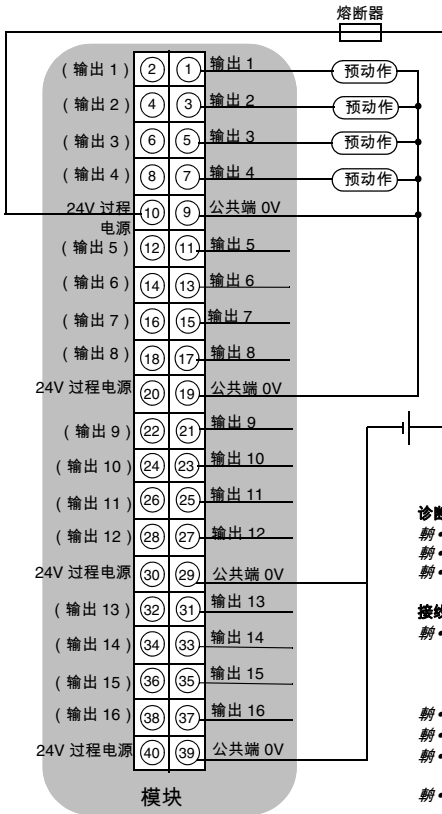 熔断器
( 输出 1 ) 2 1 输出 1 预动作
( 输出 2 ) 4 3 输出 2 预动作
( 输出 3 ) 6 5 输出 3 预动作
( 输出 4 ) 8 7 输出 4 预动作
24V 过程
电源 10 9 公共端 0V
( 输出 5 ) 12 11 输出 5
( 输出 6 ) 14 13 输出 6
( 输出 7 ) 16 15 输出 7
( 输出 8 ) 18 17 输出 8
24V 过程电源 20 19 公共端 0V
( 输出 9 ) 22 21 输出 9
( 输出 10 ) 24 23 输出 10
( 输出 11 ) 26 25 输出 11
( 输出 12 ) 28 27 输出 12
24V 过程电源 30 29 公共端 0V
( 输出 13 ) 32 31 输出 13
( 输出 14 ) 34 33 输出 14
( 输出 15 ) 36 35 输出 15
( 输出 16 ) 38 37 输出 16
24V 过程电源 40 39 公共端 0V
模块
诊断
接线